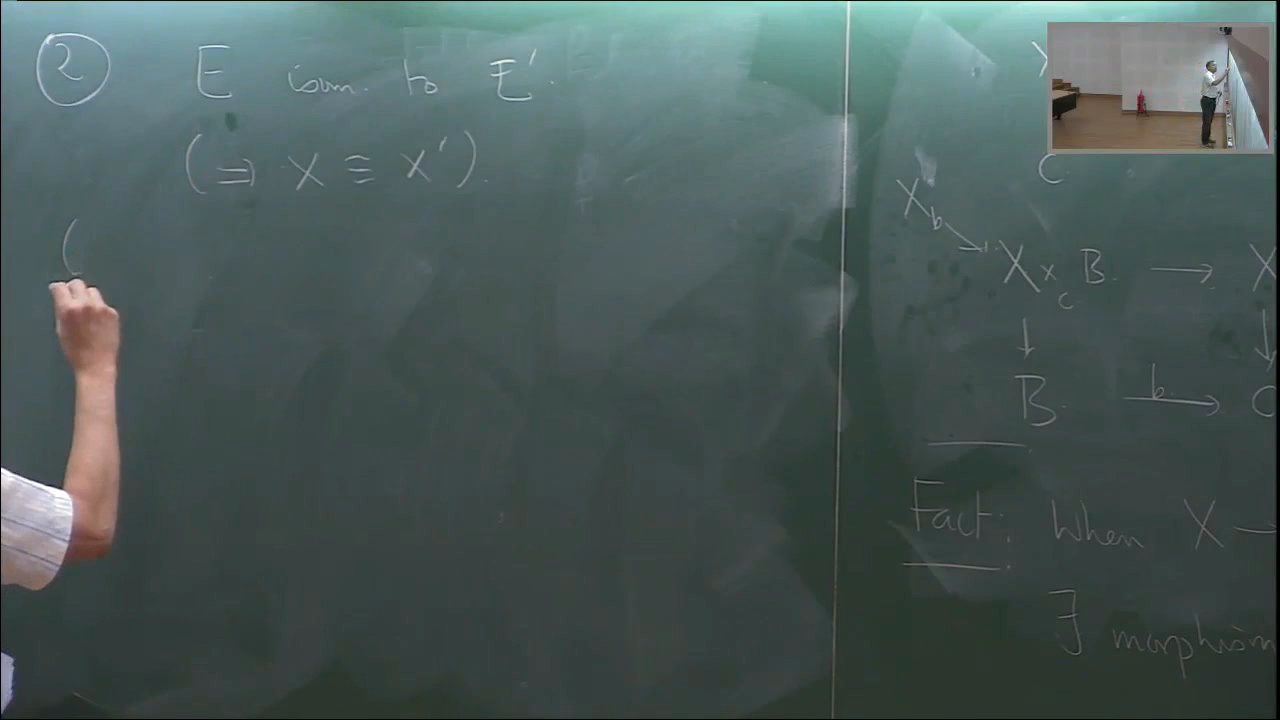 ② E isom. to E'.
(⇒ X ≅ X').
(
X
C
X_b ↘ X ×_C B. → X
↓ ↓
B. —b→ C
Fact: When X →
∃ morphism